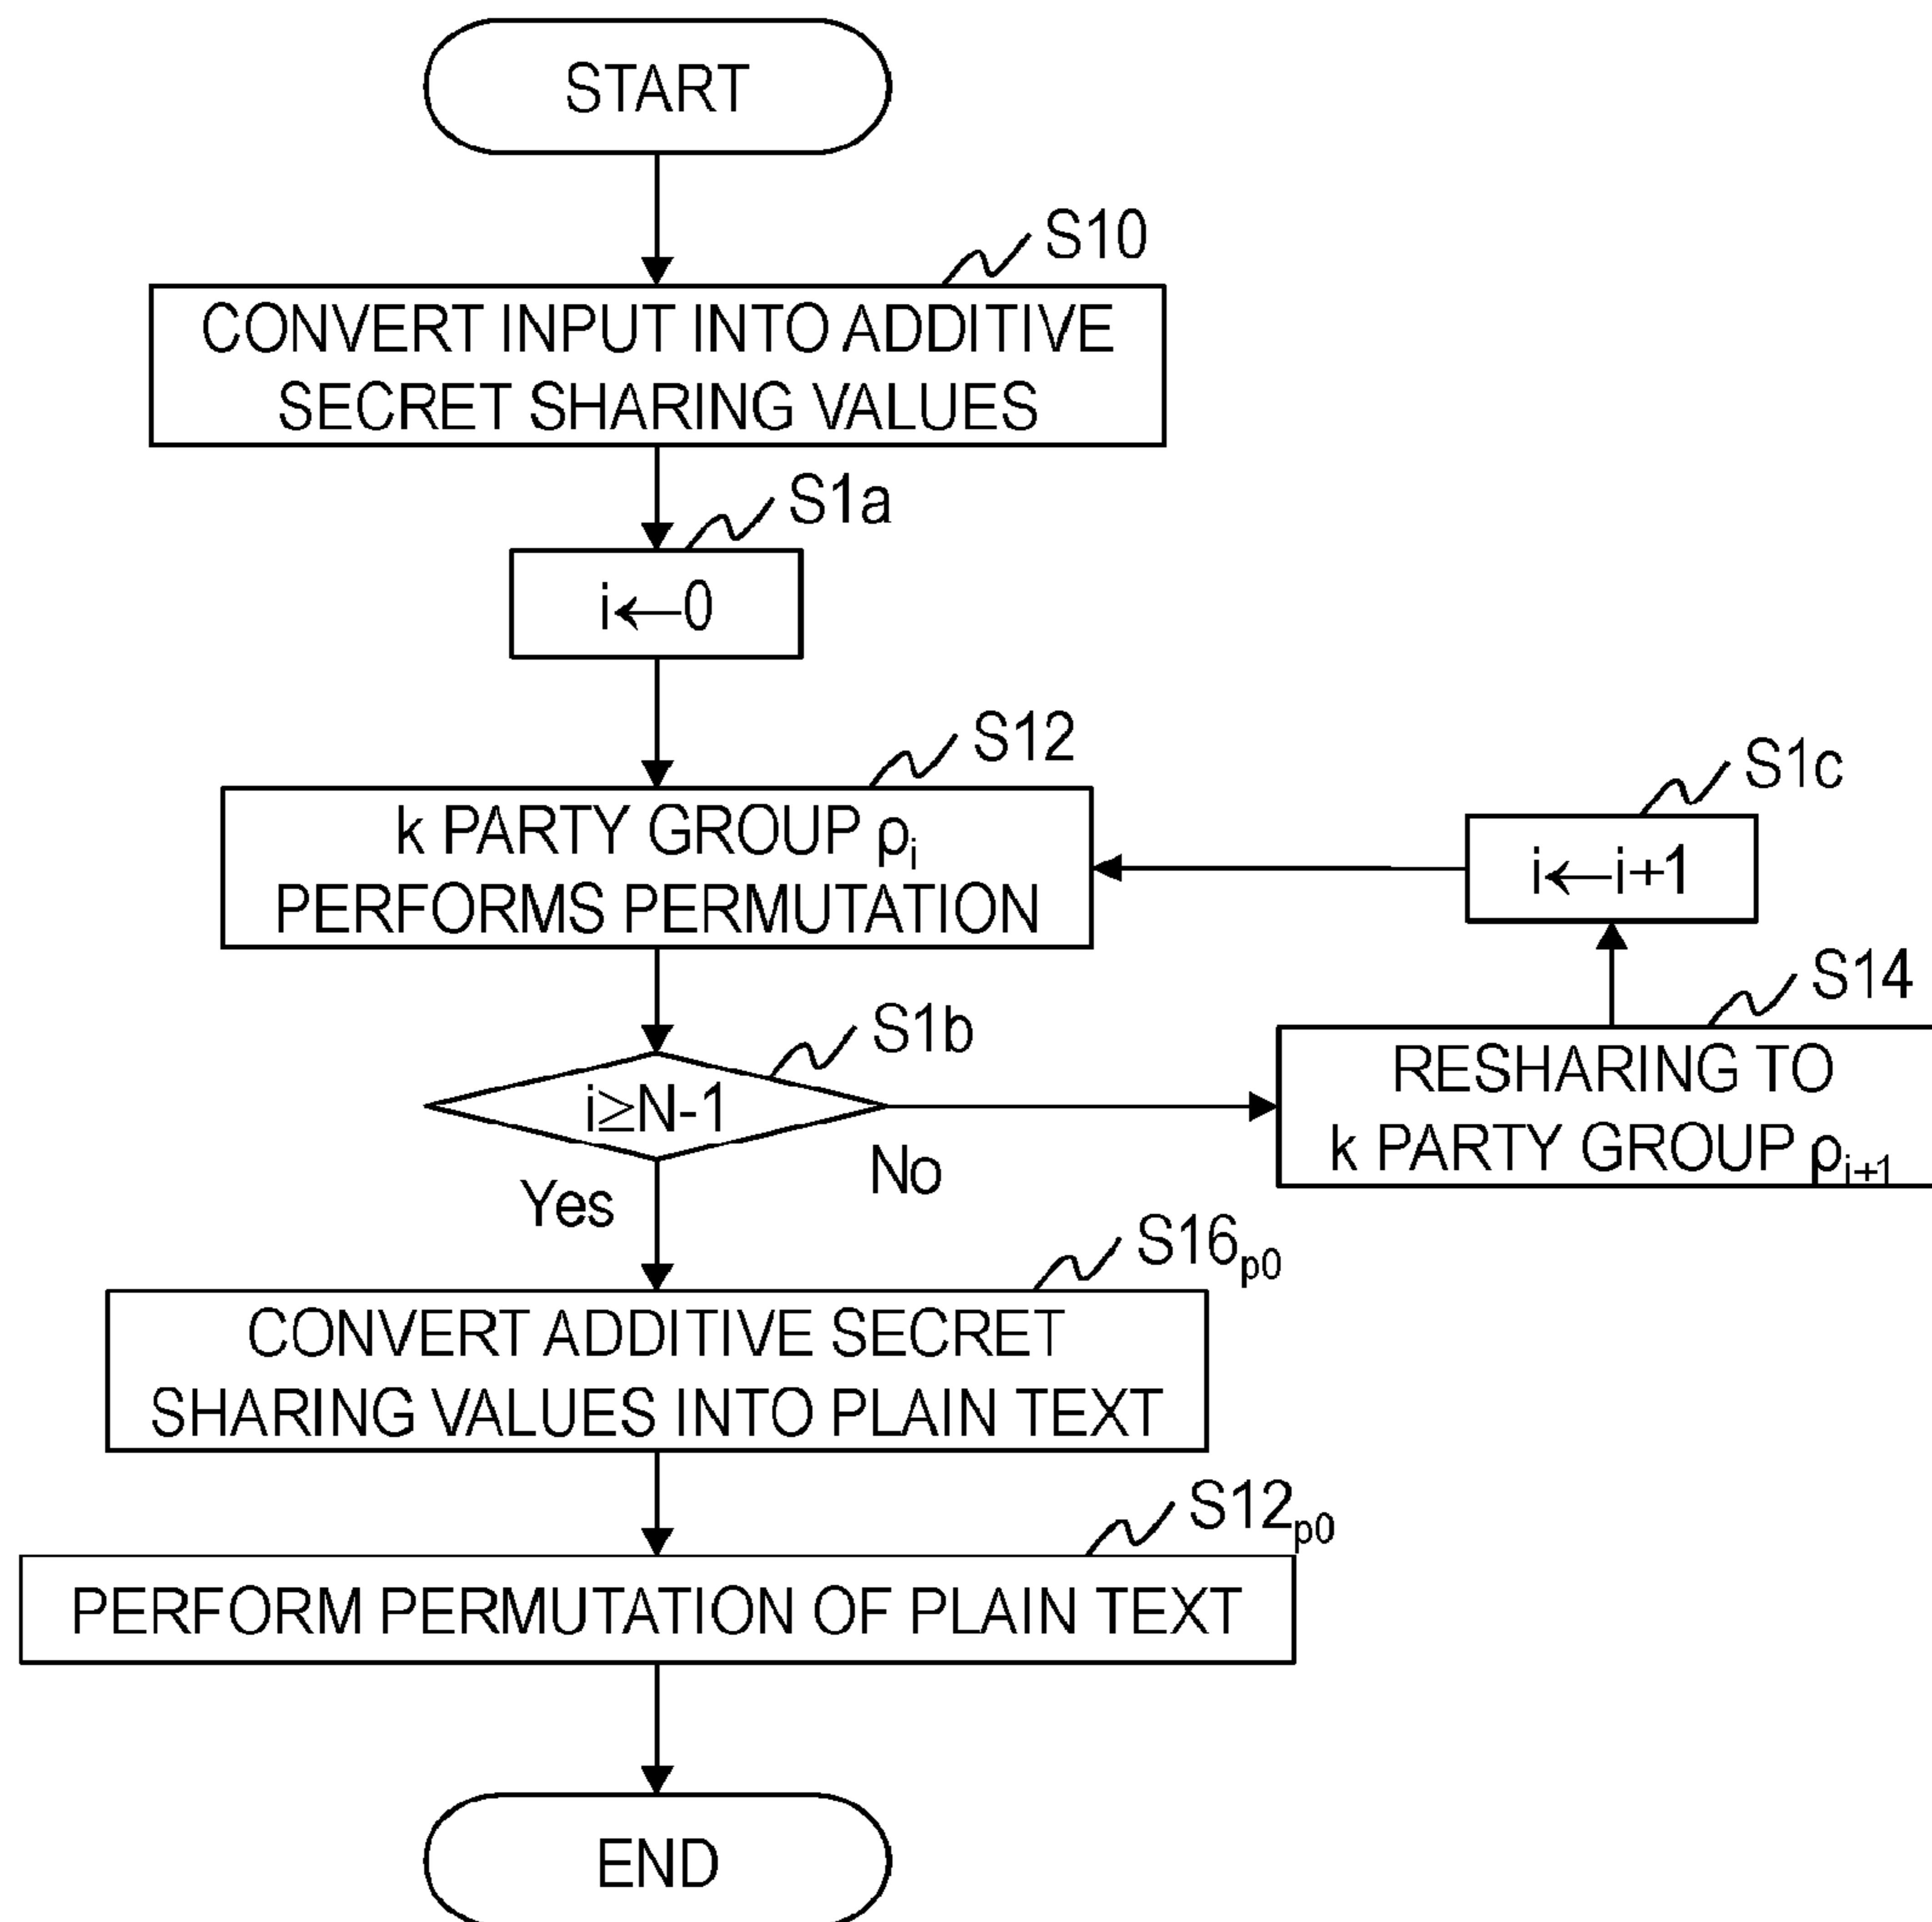 START
S10
CONVERT INPUT INTO ADDITIVE
SECRET SHARING VALUES
S1a
i←0
S12
k PARTY GROUP ρi
PERFORMS PERMUTATION
S1c
i←i+1
S14
RESHARING TO
k PARTY GROUP ρi+1
S1b
i≧N-1
No
Yes
S16p0
CONVERT ADDITIVE SECRET
SHARING VALUES INTO PLAIN TEXT
S12p0
PERFORM PERMUTATION OF PLAIN TEXT
END